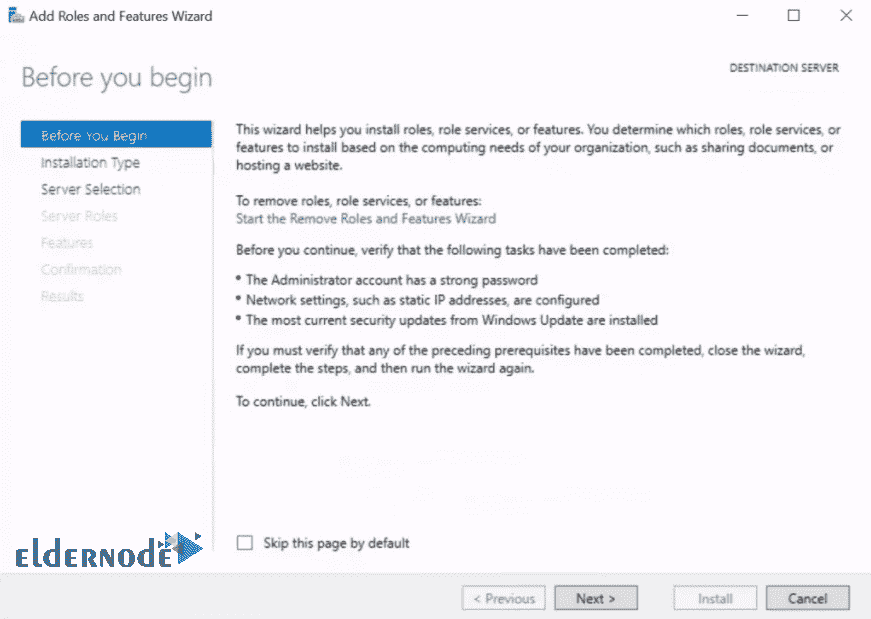 Add Roles and Features Wizard
Before you begin
DESTINATION SERVER
Before You Begin
Installation Type
Server Selection
Server Roles
Features
Confirmation
Results
This wizard helps you install roles, role services, or features. You determine which roles, role services, or
features to install based on the computing needs of your organization, such as sharing documents, or
hosting a website.
To remove roles, role services, or features:
Start the Remove Roles and Features Wizard
Before you continue, verify that the following tasks have been completed:
• The Administrator account has a strong password
• Network settings, such as static IP addresses, are configured
• The most current security updates from Windows Update are installed
If you must verify that any of the preceding prerequisites have been completed, close the wizard,
complete the steps, and then run the wizard again.
To continue, click Next.
Skip this page by default
eldernode
< Previous
Next >
Install
Cancel